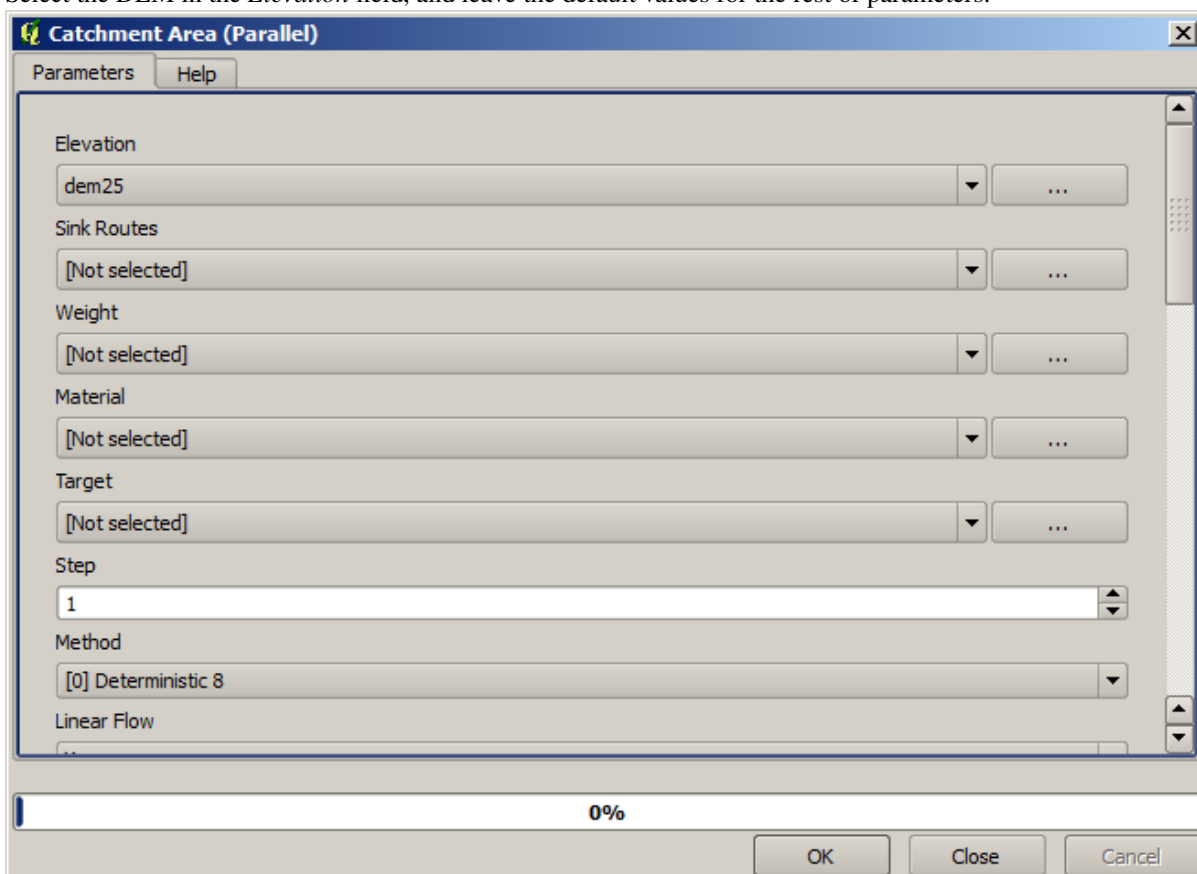 Select the DEM in the Elevation field, and leave the default values for the rest of parameters.
Catchment Area (Parallel)
Parameters
Help
Elevation
dem25
...
Sink Routes
[Not selected]
...
Weight
[Not selected]
...
Material
[Not selected]
...
Target
[Not selected]
...
Step
1
Method
[0] Deterministic 8
Linear Flow
0%
OK
Close
Cancel